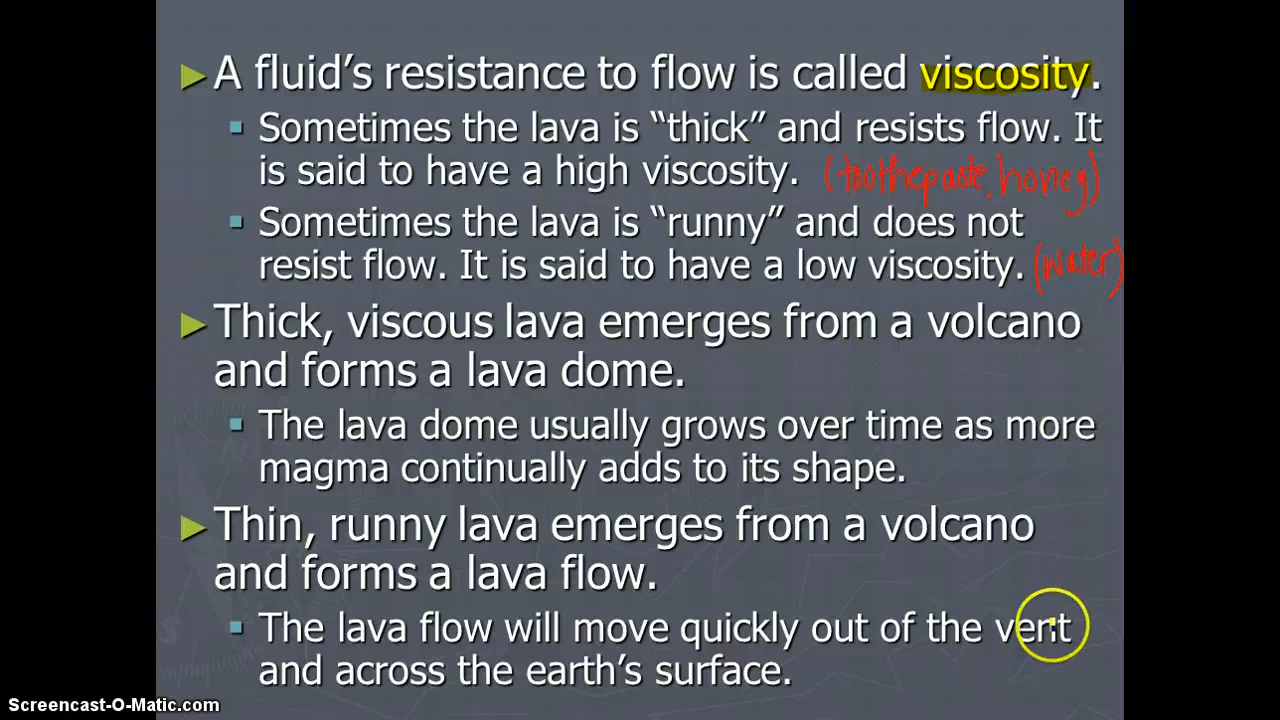 ► A fluid’s resistance to flow is called viscosity.
▪ Sometimes the lava is “thick” and resists flow. It
is said to have a high viscosity. (toothepaste, honey)
▪ Sometimes the lava is “runny” and does not
resist flow. It is said to have a low viscosity. (water)
► Thick, viscous lava emerges from a volcano
and forms a lava dome.
▪ The lava dome usually grows over time as more
magma continually adds to its shape.
► Thin, runny lava emerges from a volcano
and forms a lava flow.
▪ The lava flow will move quickly out of the vent
and across the earth’s surface.
Screencast-O-Matic.com